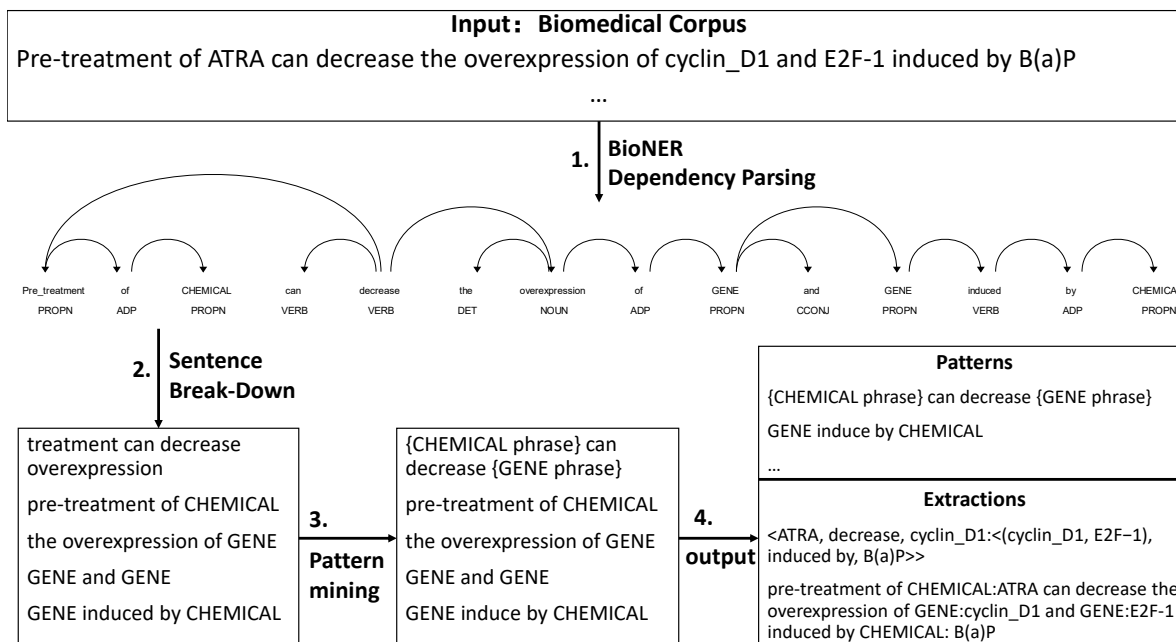 Input: Biomedical Corpus
Pre-treatment of ATRA can decrease the overexpression of cyclin_D1 and E2F-1 induced by B(a)P
...
1. BioNER
Dependency Parsing
Pre_treatment of CHEMICAL can decrease the overexpression of GENE and GENE induced by CHEMICA
PROPN ADP PROPN VERB VERB DET NOUN ADP PROPN CCONJ PROPN VERB ADP PROPN
2. Sentence
Break-Down
treatment can decrease
overexpression
pre-treatment of CHEMICAL
the overexpression of GENE
GENE and GENE
GENE induced by CHEMICAL
3.
Pattern
mining
{CHEMICAL phrase} can
decrease {GENE phrase}
pre-treatment of CHEMICAL
the overexpression of GENE
GENE and GENE
GENE induce by CHEMICAL
4.
output
Patterns
{CHEMICAL phrase} can decrease {GENE phrase}
GENE induce by CHEMICAL
...
Extractions
<ATRA, decrease, cyclin_D1:<(cyclin_D1, E2F−1),
induced by, B(a)P>>
pre-treatment of CHEMICAL:ATRA can decrease the
overexpression of GENE:cyclin_D1 and GENE:E2F-1
induced by CHEMICAL: B(a)P